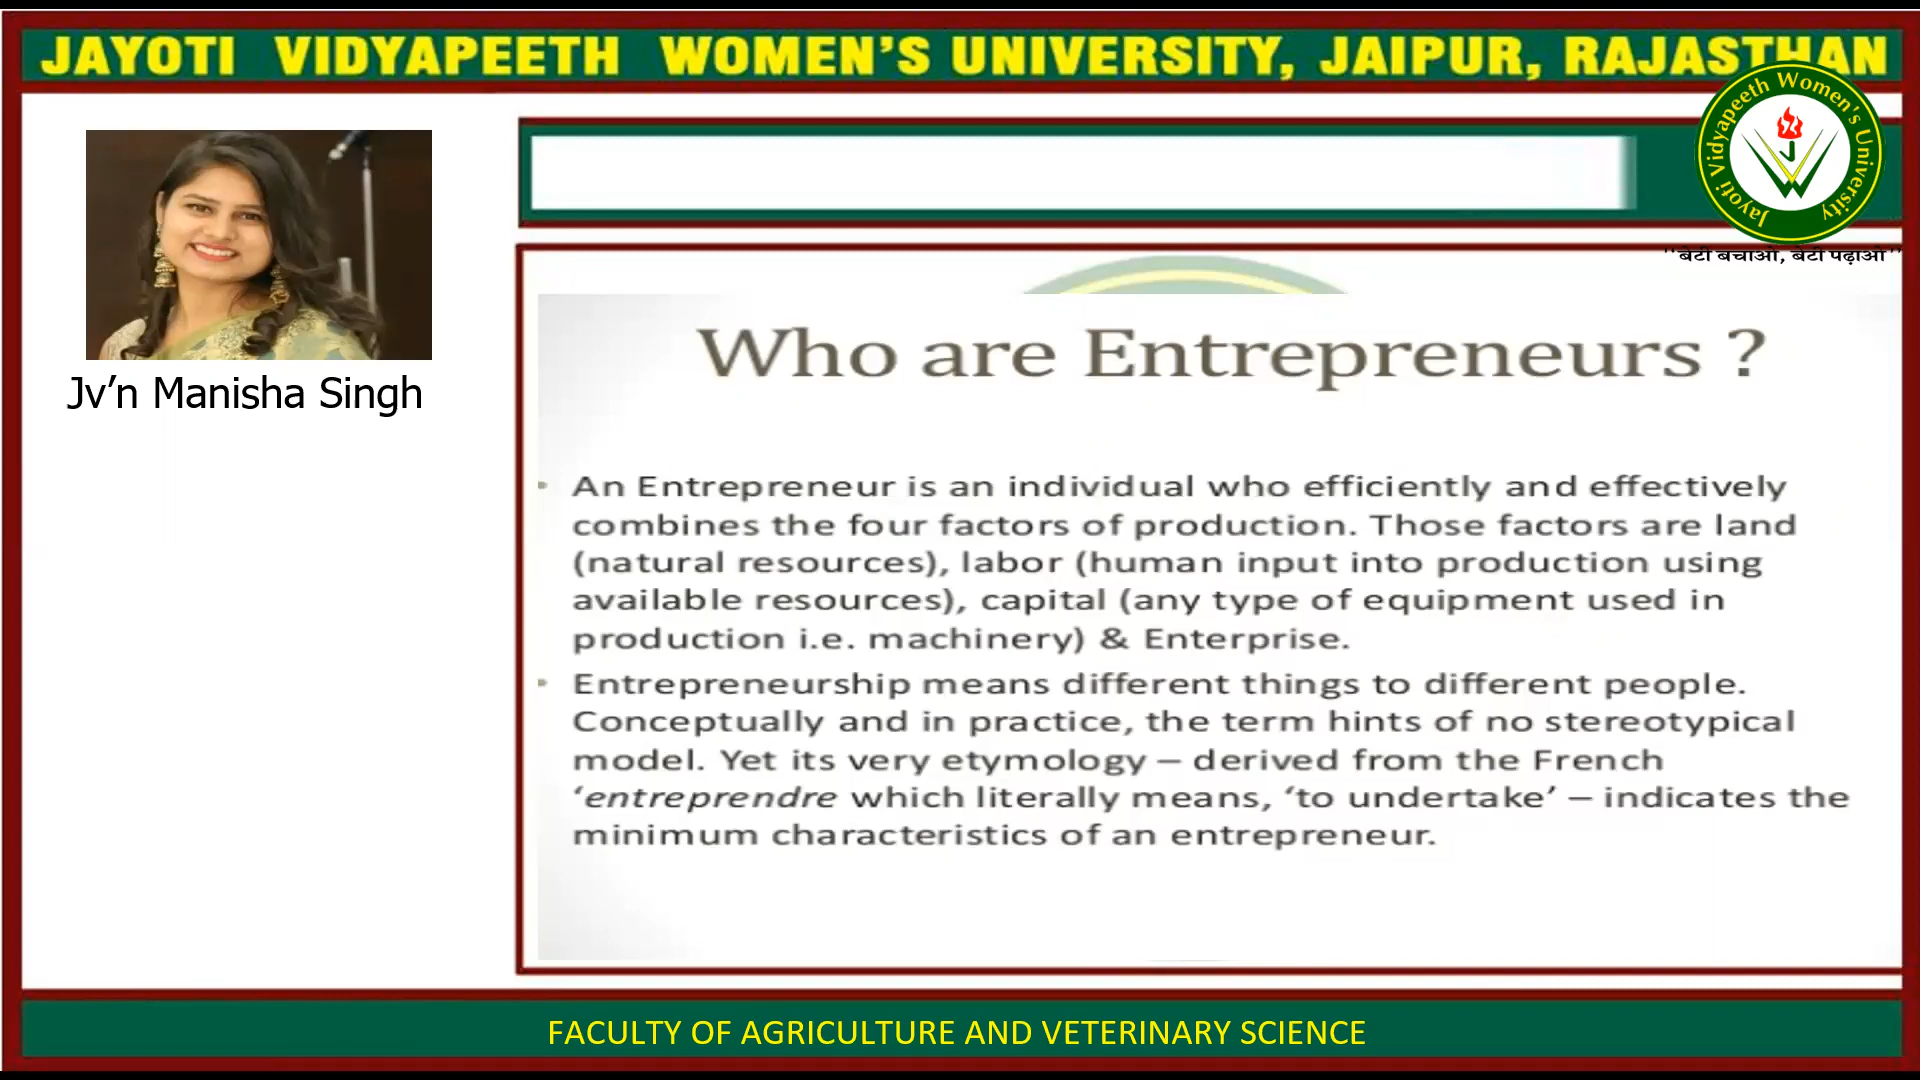 JAYOTI VIDYAPEETH WOMEN'S UNIVERSITY, JAIPUR, RAJASTHAN
Jayoti Vidyapeeth Women's University
"बेटी बचाओ, बेटी पढ़ाओ"
Jv'n Manisha Singh
Who are Entrepreneurs ?
• An Entrepreneur is an individual who efficiently and effectively
combines the four factors of production. Those factors are land
(natural resources), labor (human input into production using
available resources), capital (any type of equipment used in
production i.e. machinery) & Enterprise.
• Entrepreneurship means different things to different people.
Conceptually and in practice, the term hints of no stereotypical
model. Yet its very etymology – derived from the French
‘entreprendre which literally means, ‘to undertake’ – indicates the
minimum characteristics of an entrepreneur.
FACULTY OF AGRICULTURE AND VETERINARY SCIENCE